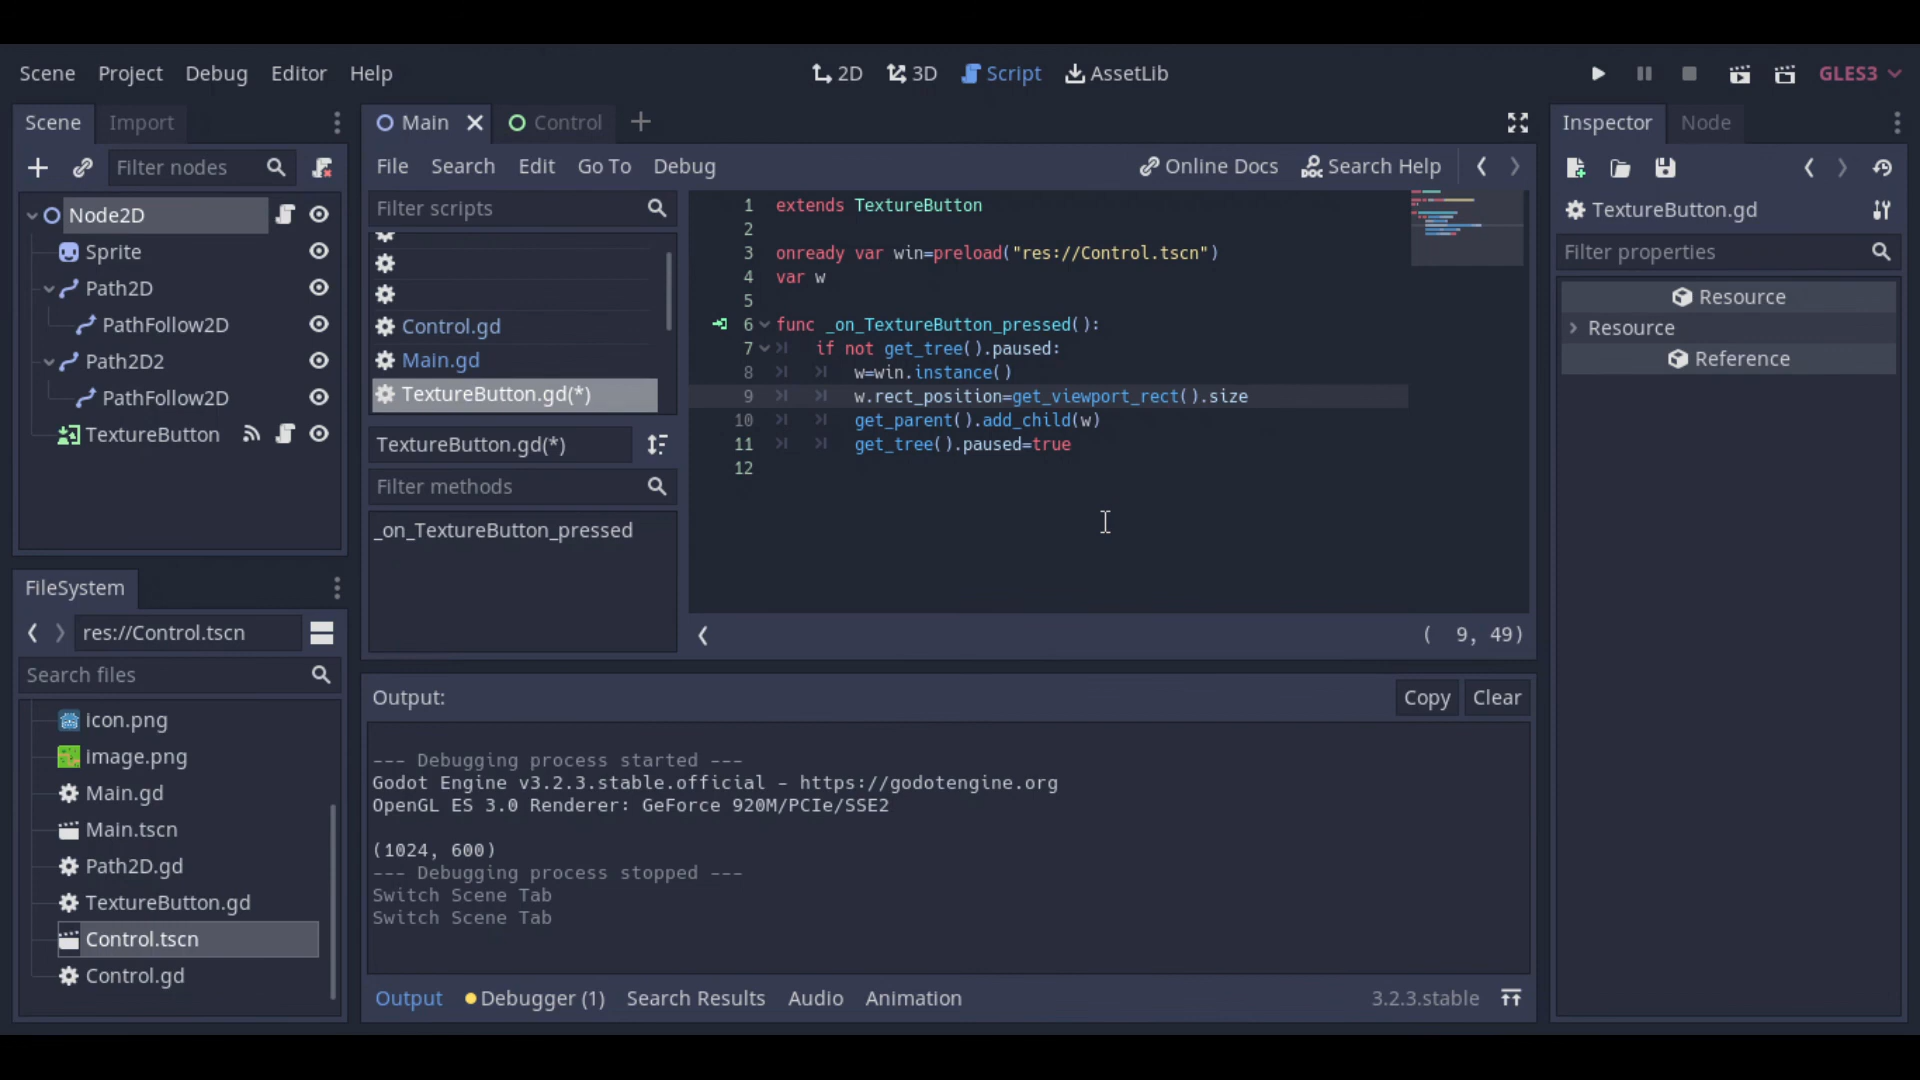 Scene Project Debug Editor Help
2D 3D Script AssetLib
GLES3
Scene Import
Filter nodes
Node2D
Sprite
Path2D
PathFollow2D
Path2D2
PathFollow2D
TextureButton
FileSystem
res://Control.tscn
Search files
icon.png
image.png
Main.gd
Main.tscn
Path2D.gd
TextureButton.gd
Control.tscn
Control.gd
Main Control
File Search Edit Go To Debug
Online Docs Search Help
Filter scripts
Control.gd
Main.gd
TextureButton.gd(*)
TextureButton.gd(*)
Filter methods
_on_TextureButton_pressed
1 extends TextureButton
2
3 onready var win=preload("res://Control.tscn")
4 var w
5
6 func _on_TextureButton_pressed():
7 if not get_tree().paused:
8 w=win.instance()
9 w.rect_position=get_viewport_rect().size
10 get_parent().add_child(w)
11 get_tree().paused=true
12
( 9, 49)
Output:
Copy Clear
--- Debugging process started ---
Godot Engine v3.2.3.stable.official - https://godotengine.org
OpenGL ES 3.0 Renderer: GeForce 920M/PCIe/SSE2
(1024, 600)
--- Debugging process stopped ---
Switch Scene Tab
Switch Scene Tab
Output Debugger (1) Search Results Audio Animation
3.2.3.stable
Inspector Node
TextureButton.gd
Filter properties
Resource
Resource
Reference